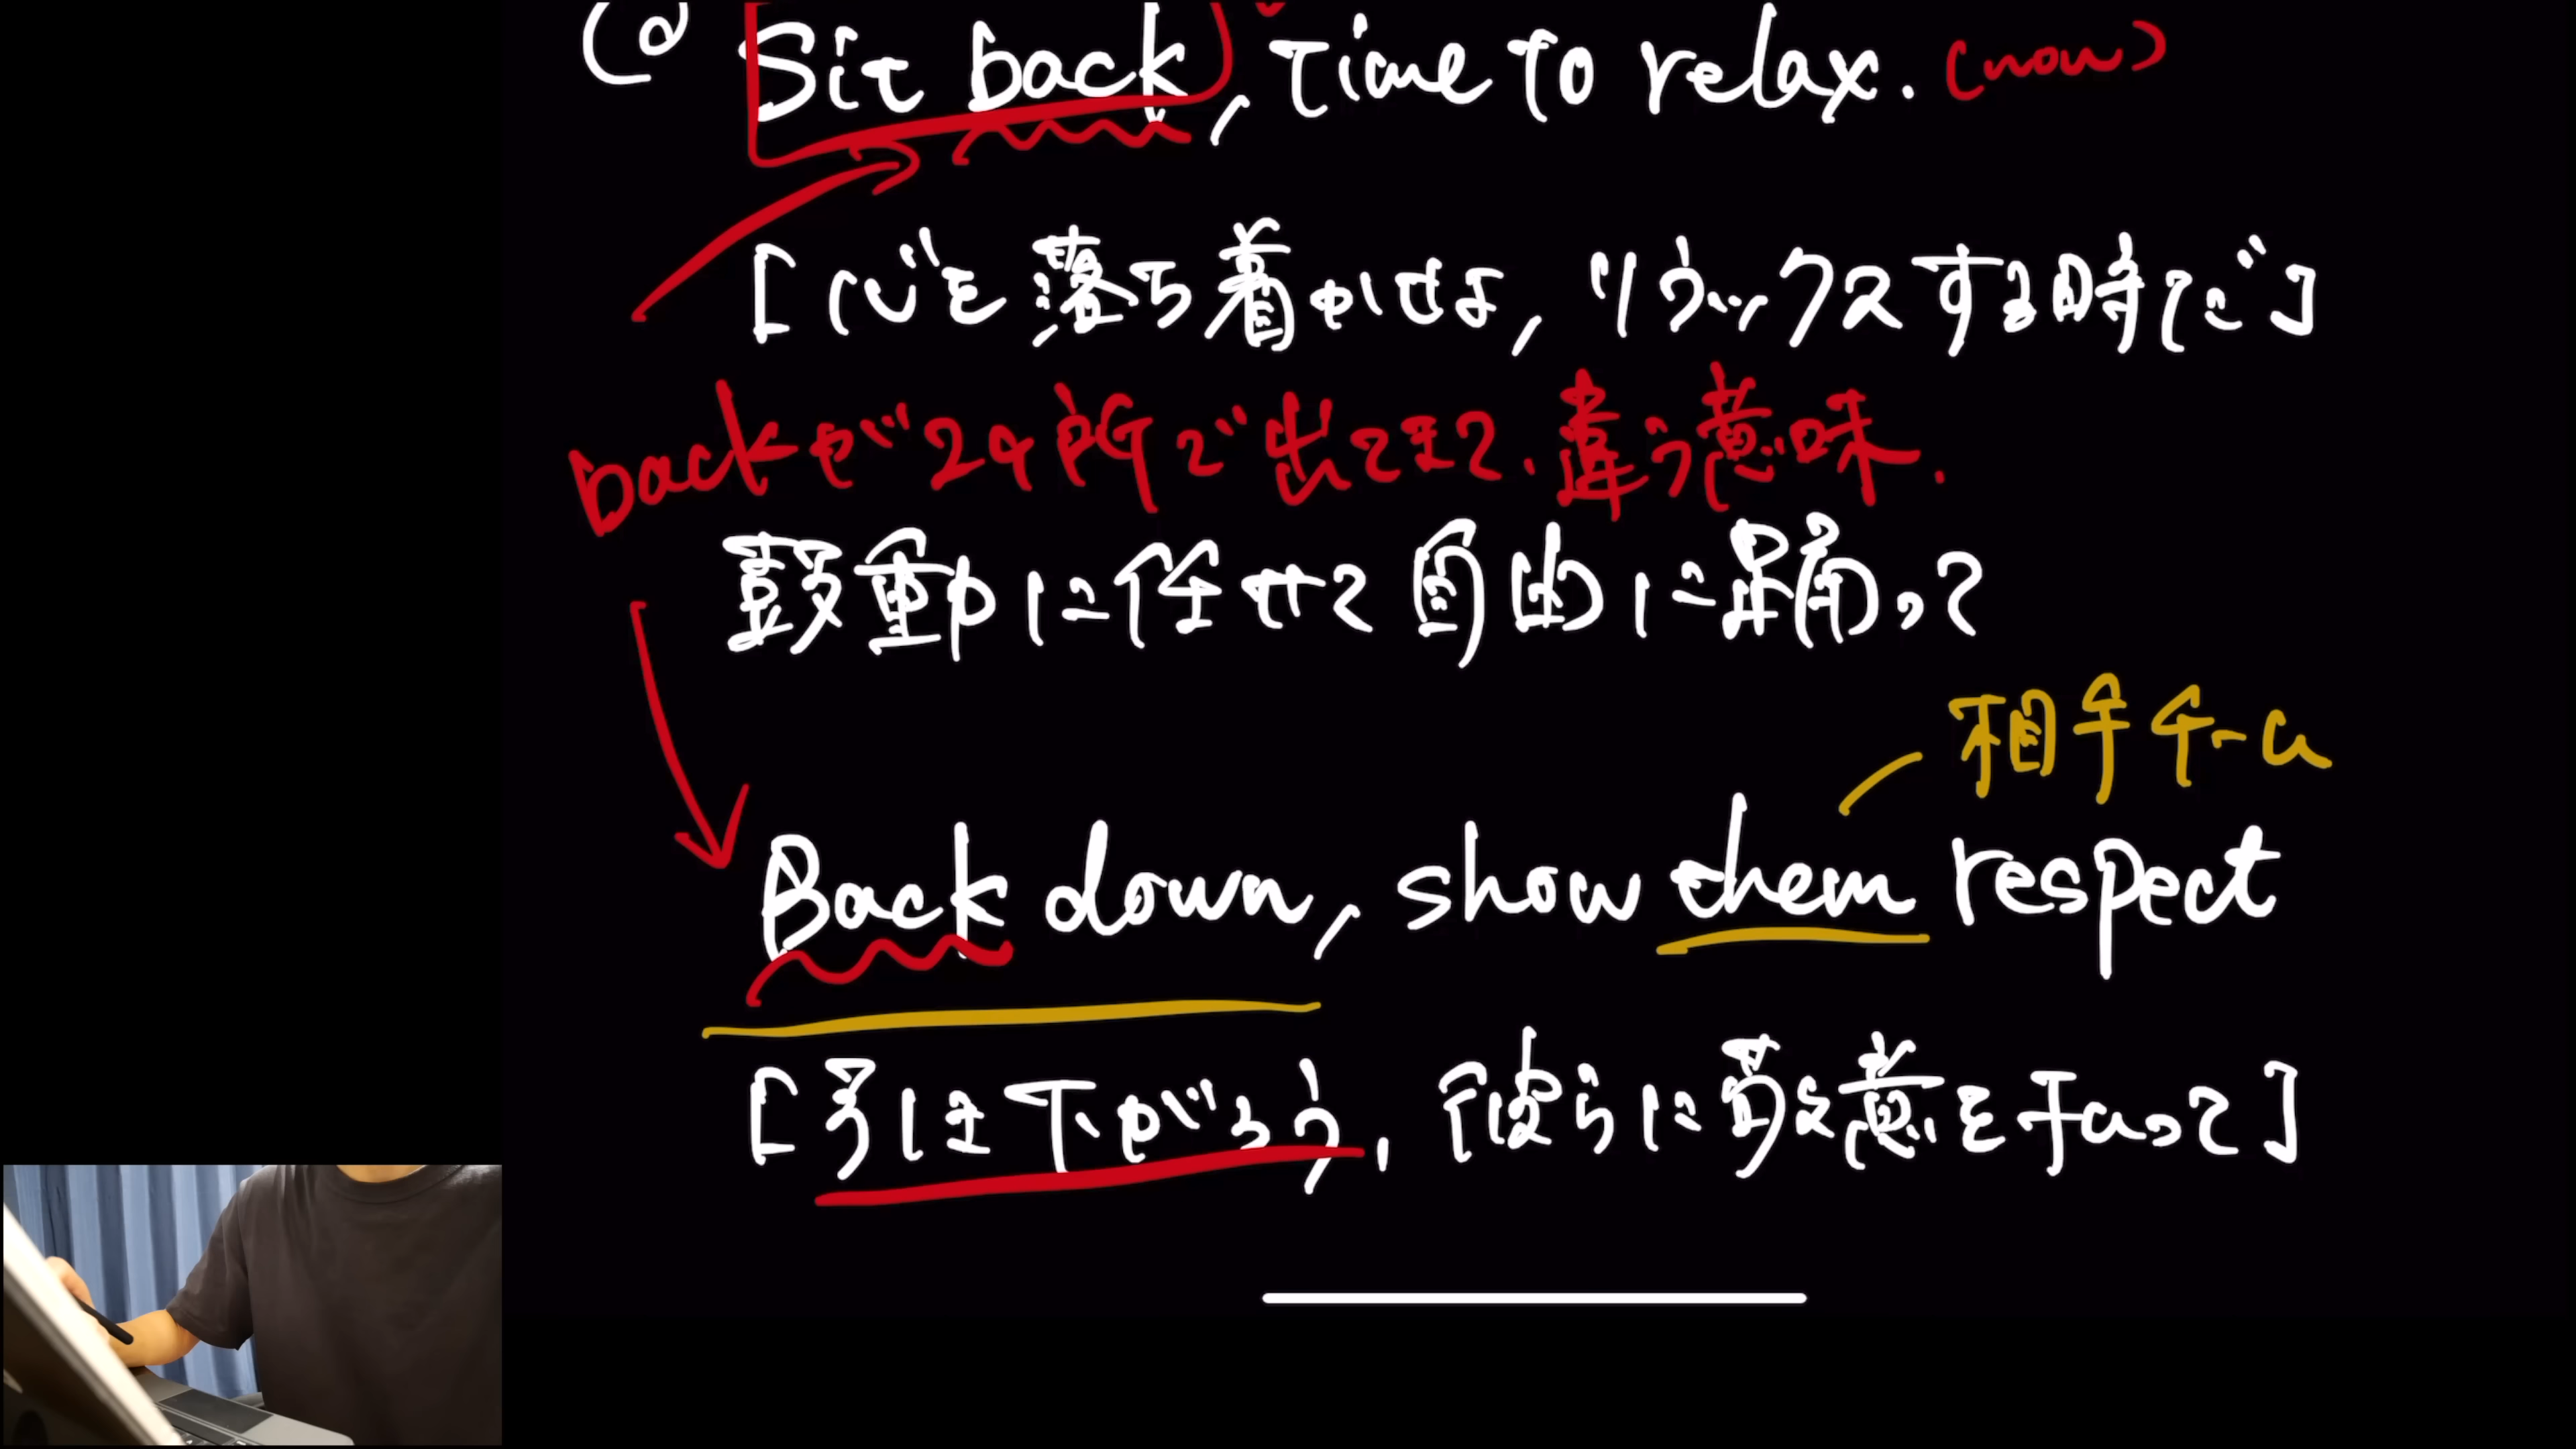 @ Sit back, time to relax. (now)
[心を落ち着かせな, リラックスする時だ]
backが2ヶ所で出てきて、違う意味.
鼓動に任せて自由に踊って
相手チーム
Back down, show them respect
[引き下がろう, 彼らに敬意を払って]